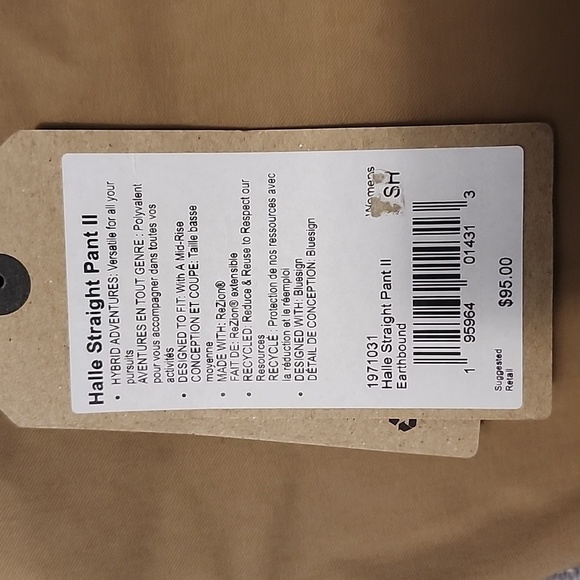 Halle Straight Pant II
• HYBRID ADVENTURES: Versatile for all your
pursuits
AVENTURES EN TOUT GENRE : Polyvalent
pour vous accompagner dans toutes vos
activités
• DESIGNED TO FIT: With A Mid-Rise
CONCEPTION ET COUPE: Taille basse
moyenne
• MADE WITH: ReZion®
FAIT DE: ReZion® extensible
• RECYCLED: Reduce & Reuse to Respect our
Resources
RECYCLÉ : Protection de nos ressources avec
la réduction et le réemploi
• DESIGNED WITH: Bluesign
DÉTAIL DE CONCEPTION: Bluesign
Womens
SH
1971031
Halle Straight Pant II
Earthbound
1 95964 01431 3
Suggested
Retail
$95.00